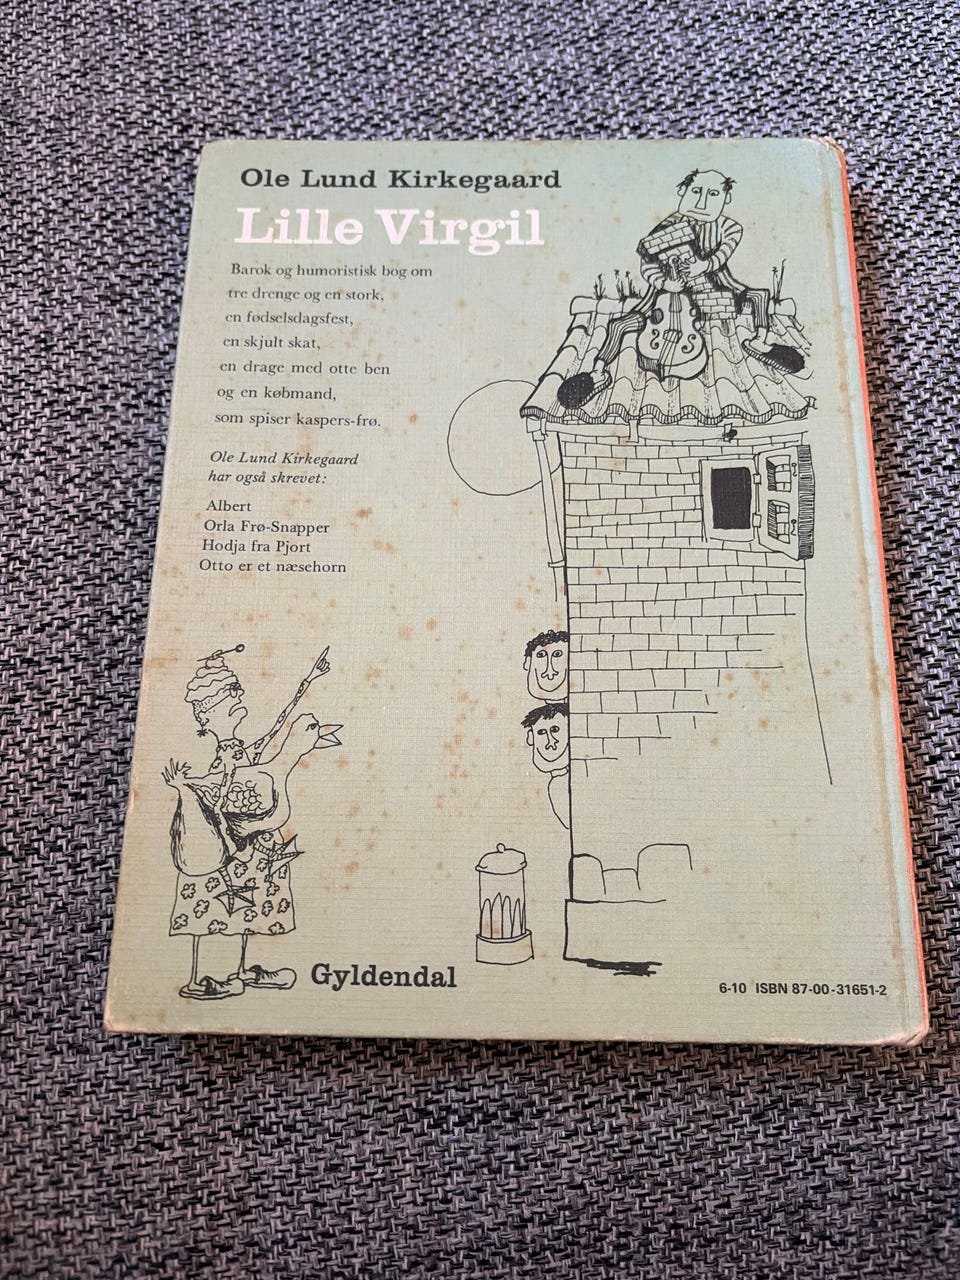 Ole Lund Kirkegaard
Lille Virgil
Barok og humoristisk bog om
tre drenge og en stork,
en fødselsdagsfest,
en skjult skat,
en drage med otte ben
og en købmand,
som spiser kaspers-frø.
Ole Lund Kirkegaard
har også skrevet:
Albert
Orla Frø-Snapper
Hodja fra Pjort
Otto er et næsehorn
Gyldendal
6-10 ISBN 87-00-31651-2